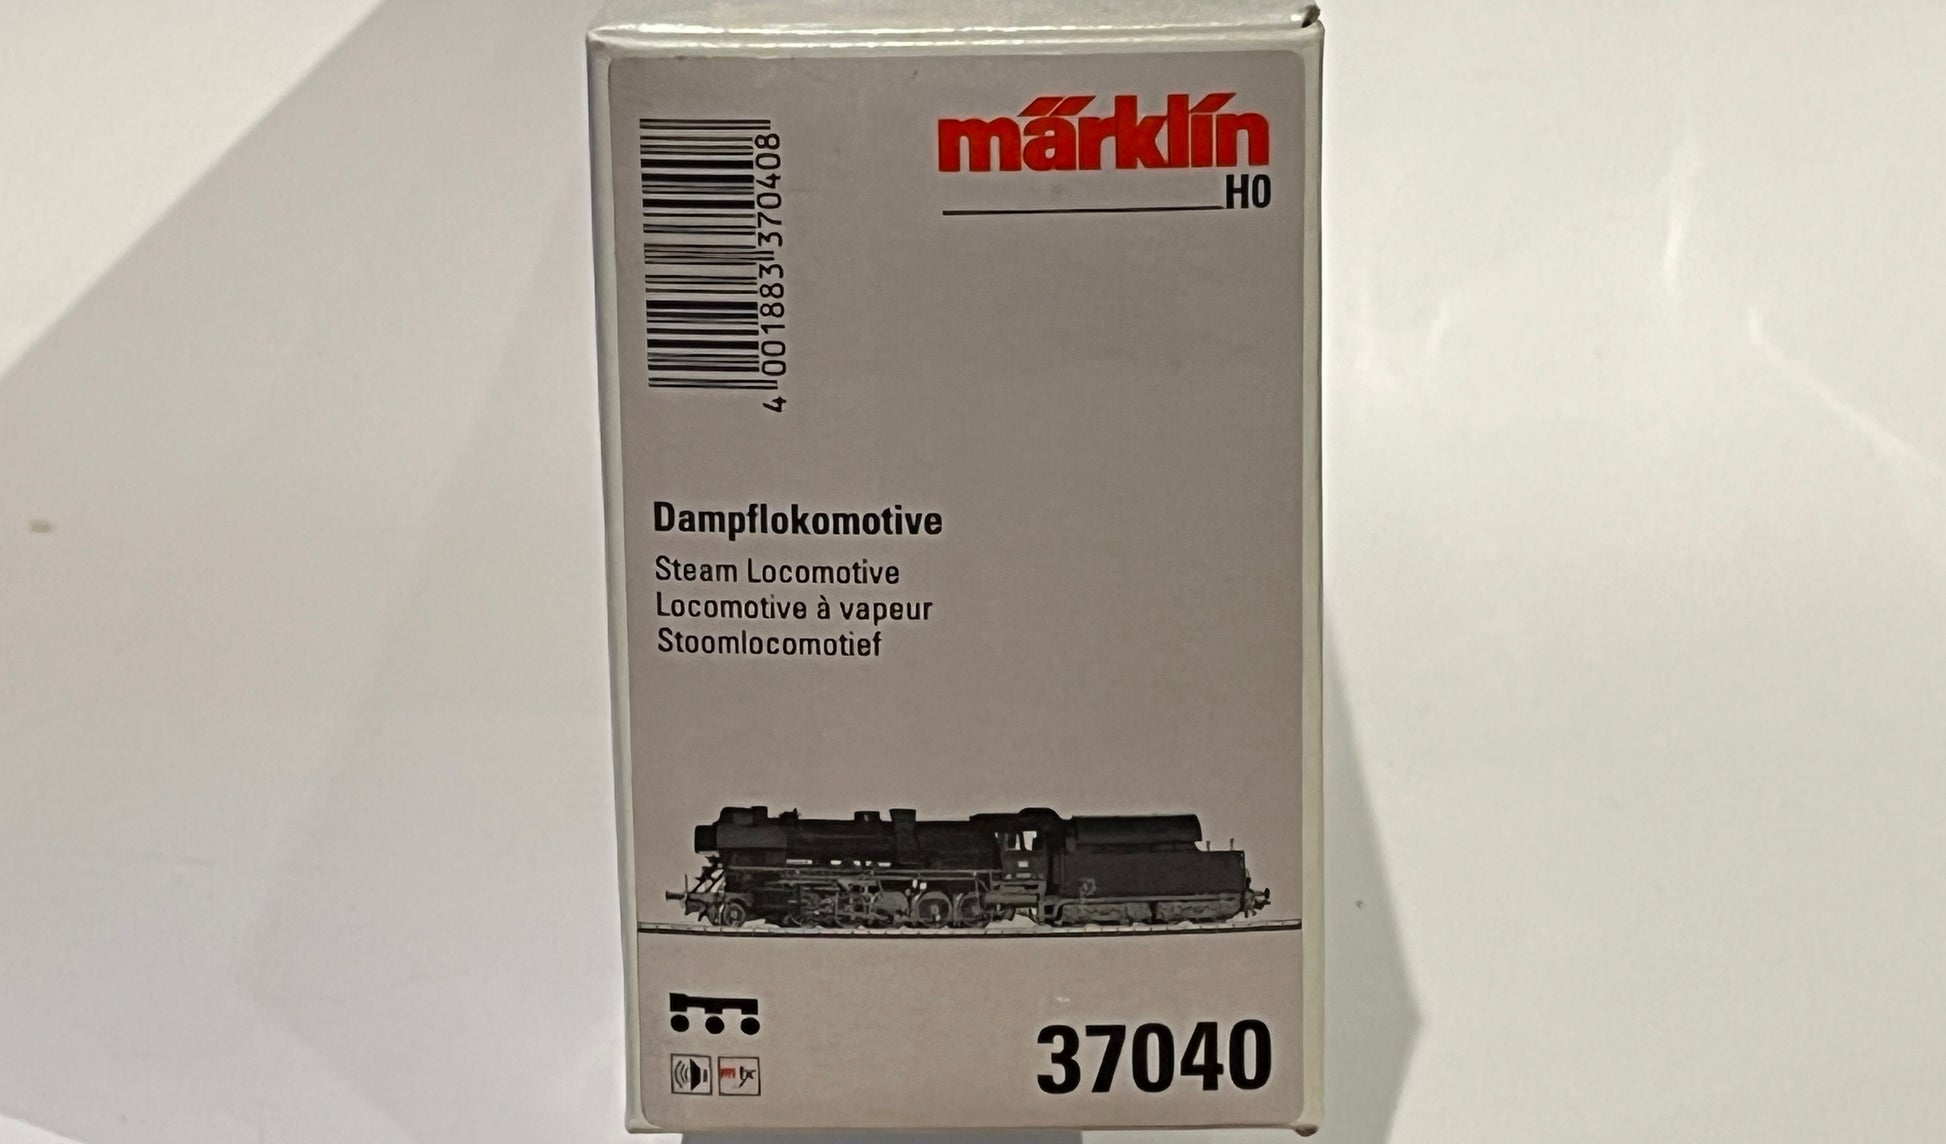 märklin
H0
4 001883 370408
Dampflokomotive
Steam Locomotive
Locomotive à vapeur
Stoomlocomotief
37040